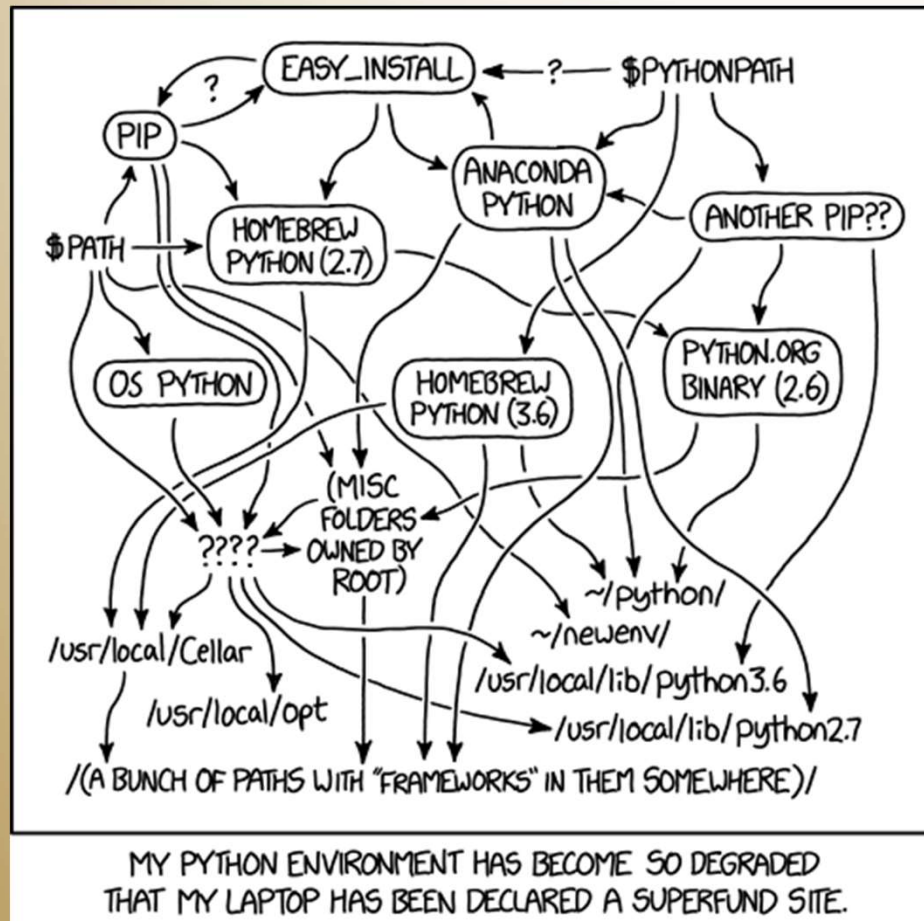 EASY_INSTALL
?
$PYTHONPATH
?
PIP
ANACONDA
PYTHON
ANOTHER PIP??
$PATH
HOMEBREW
PYTHON (2.7)
OS PYTHON
HOMEBREW
PYTHON (3.6)
PYTHON.ORG
BINARY (2.6)
(MISC
FOLDERS
OWNED BY
ROOT)
????
~/python/
~/newenv/
/usr/local/Cellar
/usr/local/lib/python3.6
/usr/local/opt
/usr/local/lib/python2.7
/(A BUNCH OF PATHS WITH "FRAMEWORKS" IN THEM SOMEWHERE)/
MY PYTHON ENVIRONMENT HAS BECOME SO DEGRADED
THAT MY LAPTOP HAS BEEN DECLARED A SUPERFUND SITE.